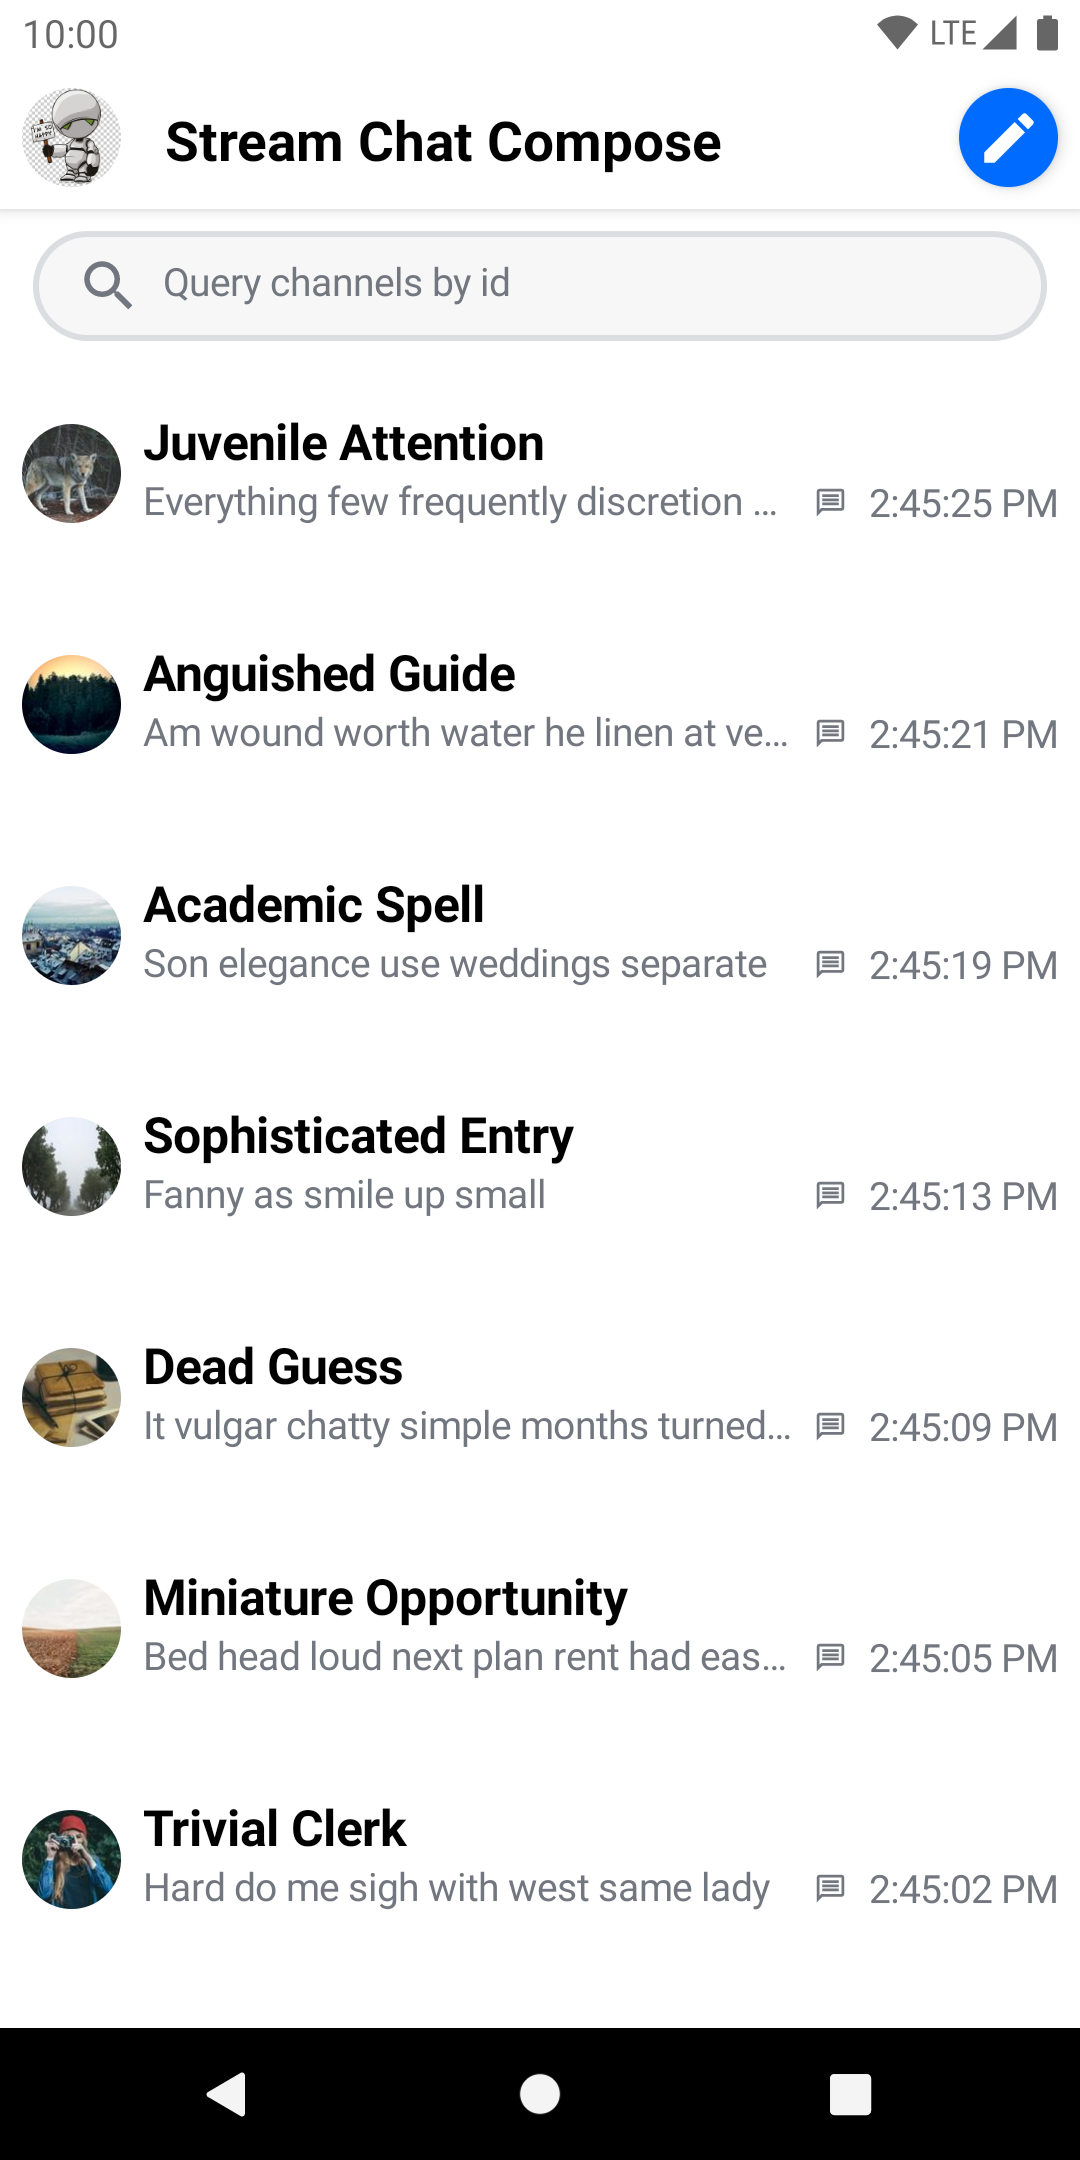 10:00
LTE
I'M SO HAPPY
Stream Chat Compose
Query channels by id
Juvenile Attention
Everything few frequently discretion ...
2:45:25 PM
Anguished Guide
Am wound worth water he linen at ve...
2:45:21 PM
Academic Spell
Son elegance use weddings separate
2:45:19 PM
Sophisticated Entry
Fanny as smile up small
2:45:13 PM
Dead Guess
It vulgar chatty simple months turned...
2:45:09 PM
Miniature Opportunity
Bed head loud next plan rent had eas...
2:45:05 PM
Trivial Clerk
Hard do me sigh with west same lady
2:45:02 PM